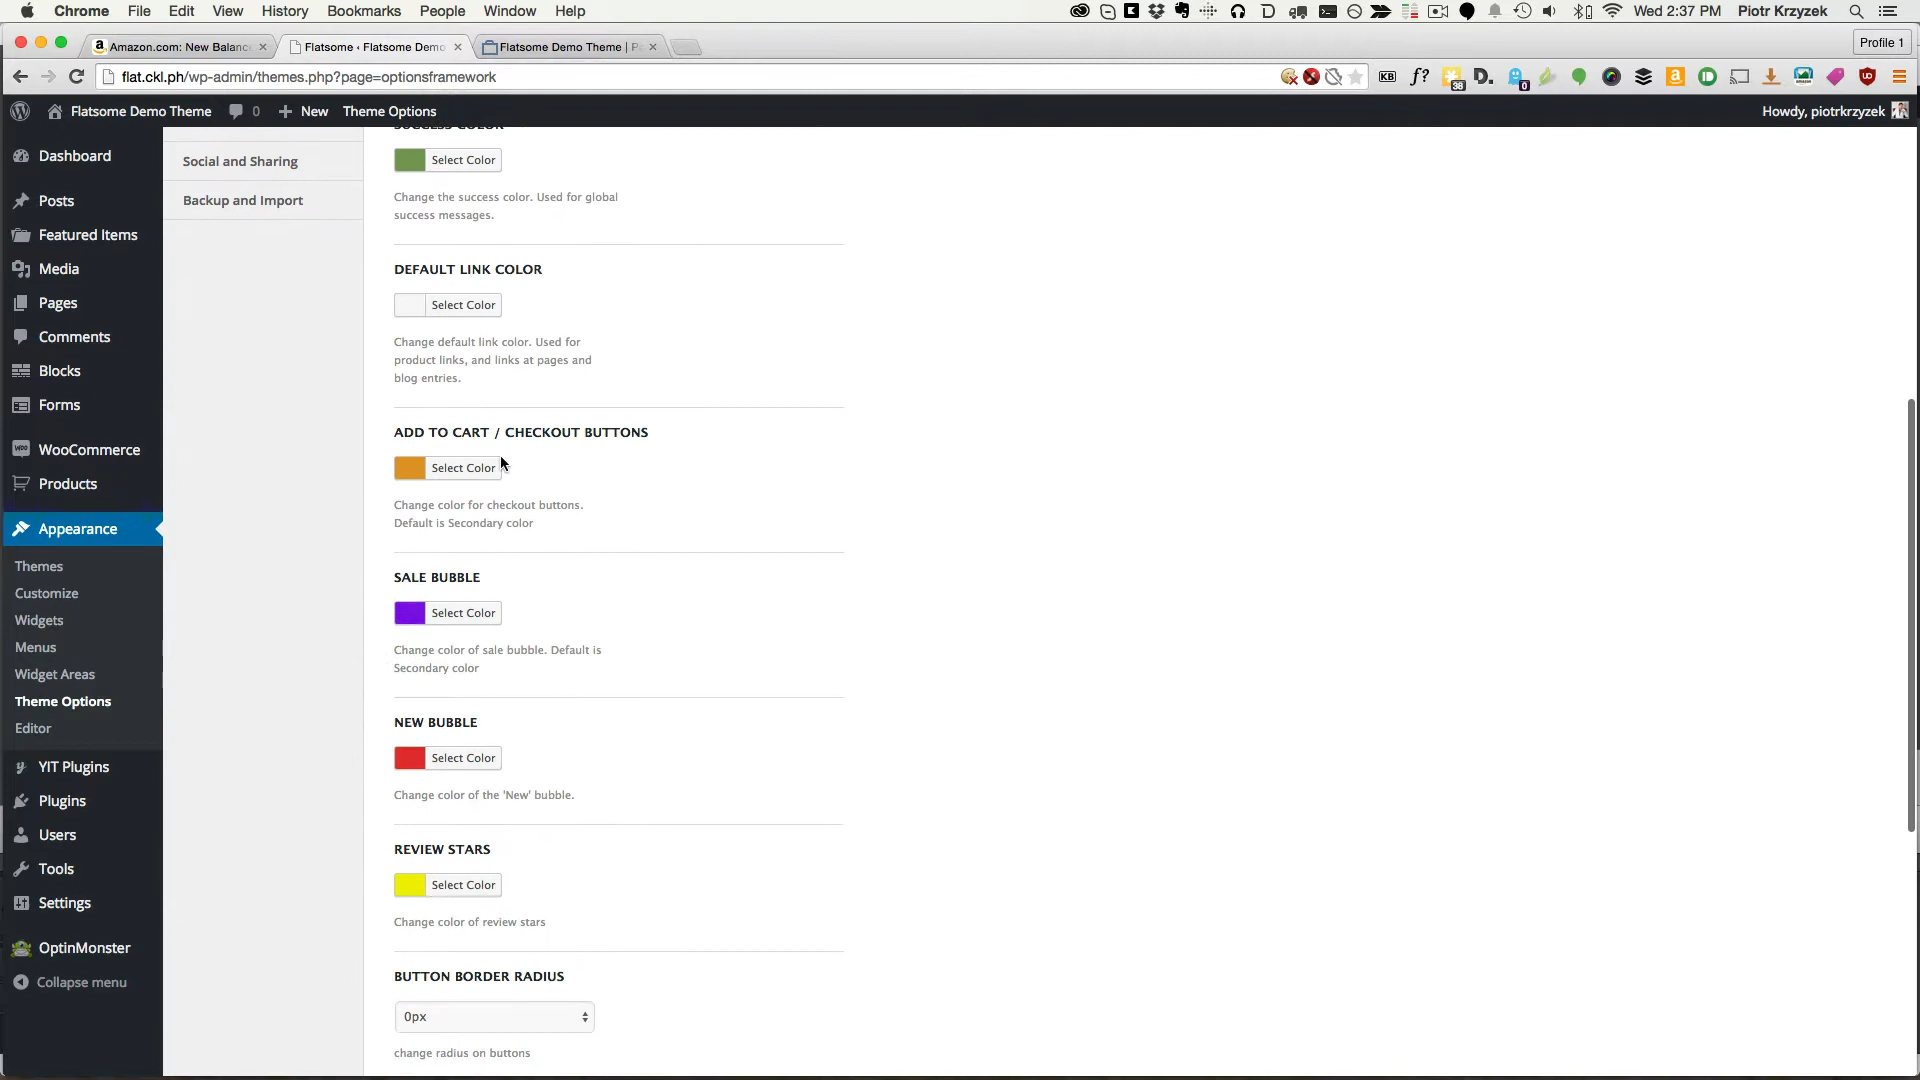 Chrome File Edit View History Bookmarks People Window Help Wed 2:37 PM Piotr Krzyzek
Amazon.com: New Balanc Flatsome ‹ Flatsome Demo Flatsome Demo Theme | P Profile 1
flat.ckl.ph/wp-admin/themes.php?page=optionsframework KB f? 38 D. 0
Flatsome Demo Theme 0 New Theme Options Howdy, piotrkrzyzek
Dashboard
Posts
Featured Items
Media
Pages
Comments
Blocks
Forms
WooCommerce
Products
Appearance
Themes
Customize
Widgets
Menus
Widget Areas
Theme Options
Editor
YIT Plugins
Plugins
Users
Tools
Settings
OptinMonster
Collapse menu
Social and Sharing
Backup and Import
SUCCESS COLOR
Select Color
Change the success color. Used for global
success messages.
DEFAULT LINK COLOR
Select Color
Change default link color. Used for
product links, and links at pages and
blog entries.
ADD TO CART / CHECKOUT BUTTONS
Select Color
Change color for checkout buttons.
Default is Secondary color
SALE BUBBLE
Select Color
Change color of sale bubble. Default is
Secondary color
NEW BUBBLE
Select Color
Change color of the 'New' bubble.
REVIEW STARS
Select Color
Change color of review stars
BUTTON BORDER RADIUS
0px
change radius on buttons